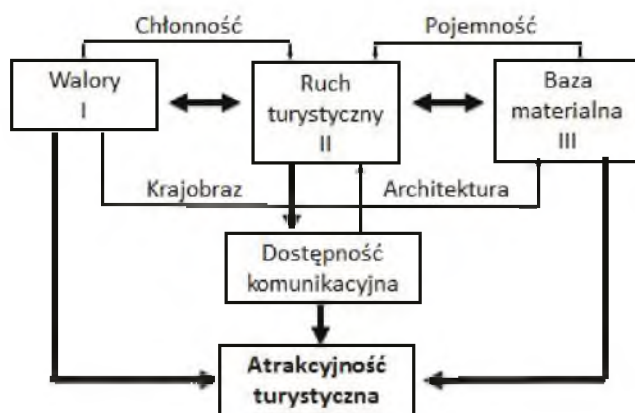 Chłonność
Pojemność
Walory
I
Ruch
turystyczny
II
Baza
materialna
III
Krajobraz
Architektura
Dostępność
komunikacyjna
Atrakcyjność
turystyczna